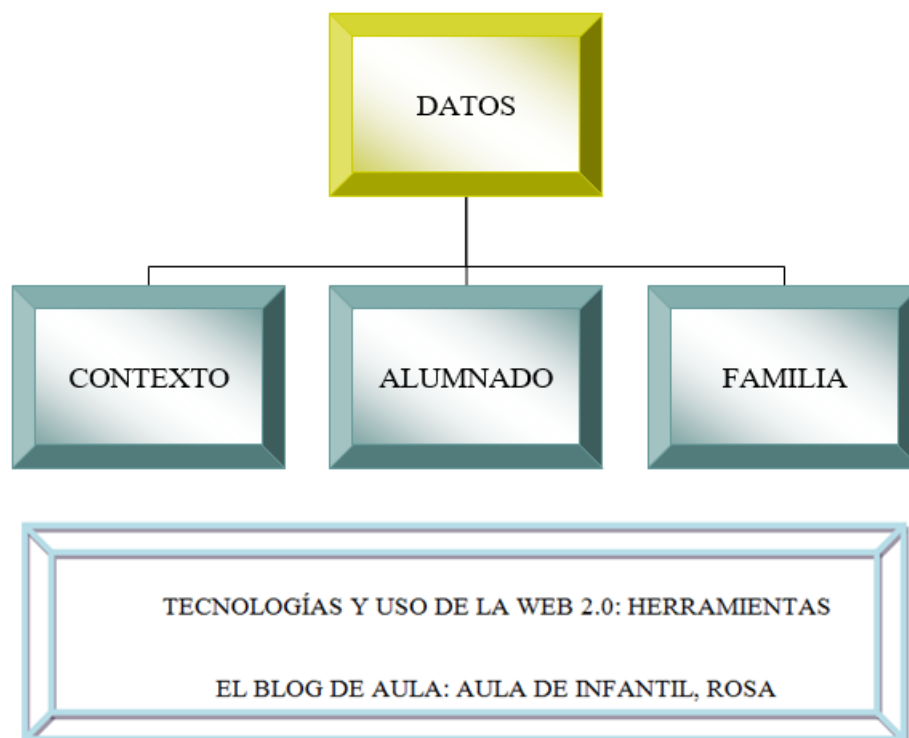 DATOS
CONTEXTO
ALUMNADO
FAMILIA
TECNOLOGÍAS Y USO DE LA WEB 2.0: HERRAMIENTAS
EL BLOG DE AULA: AULA DE INFANTIL, ROSA